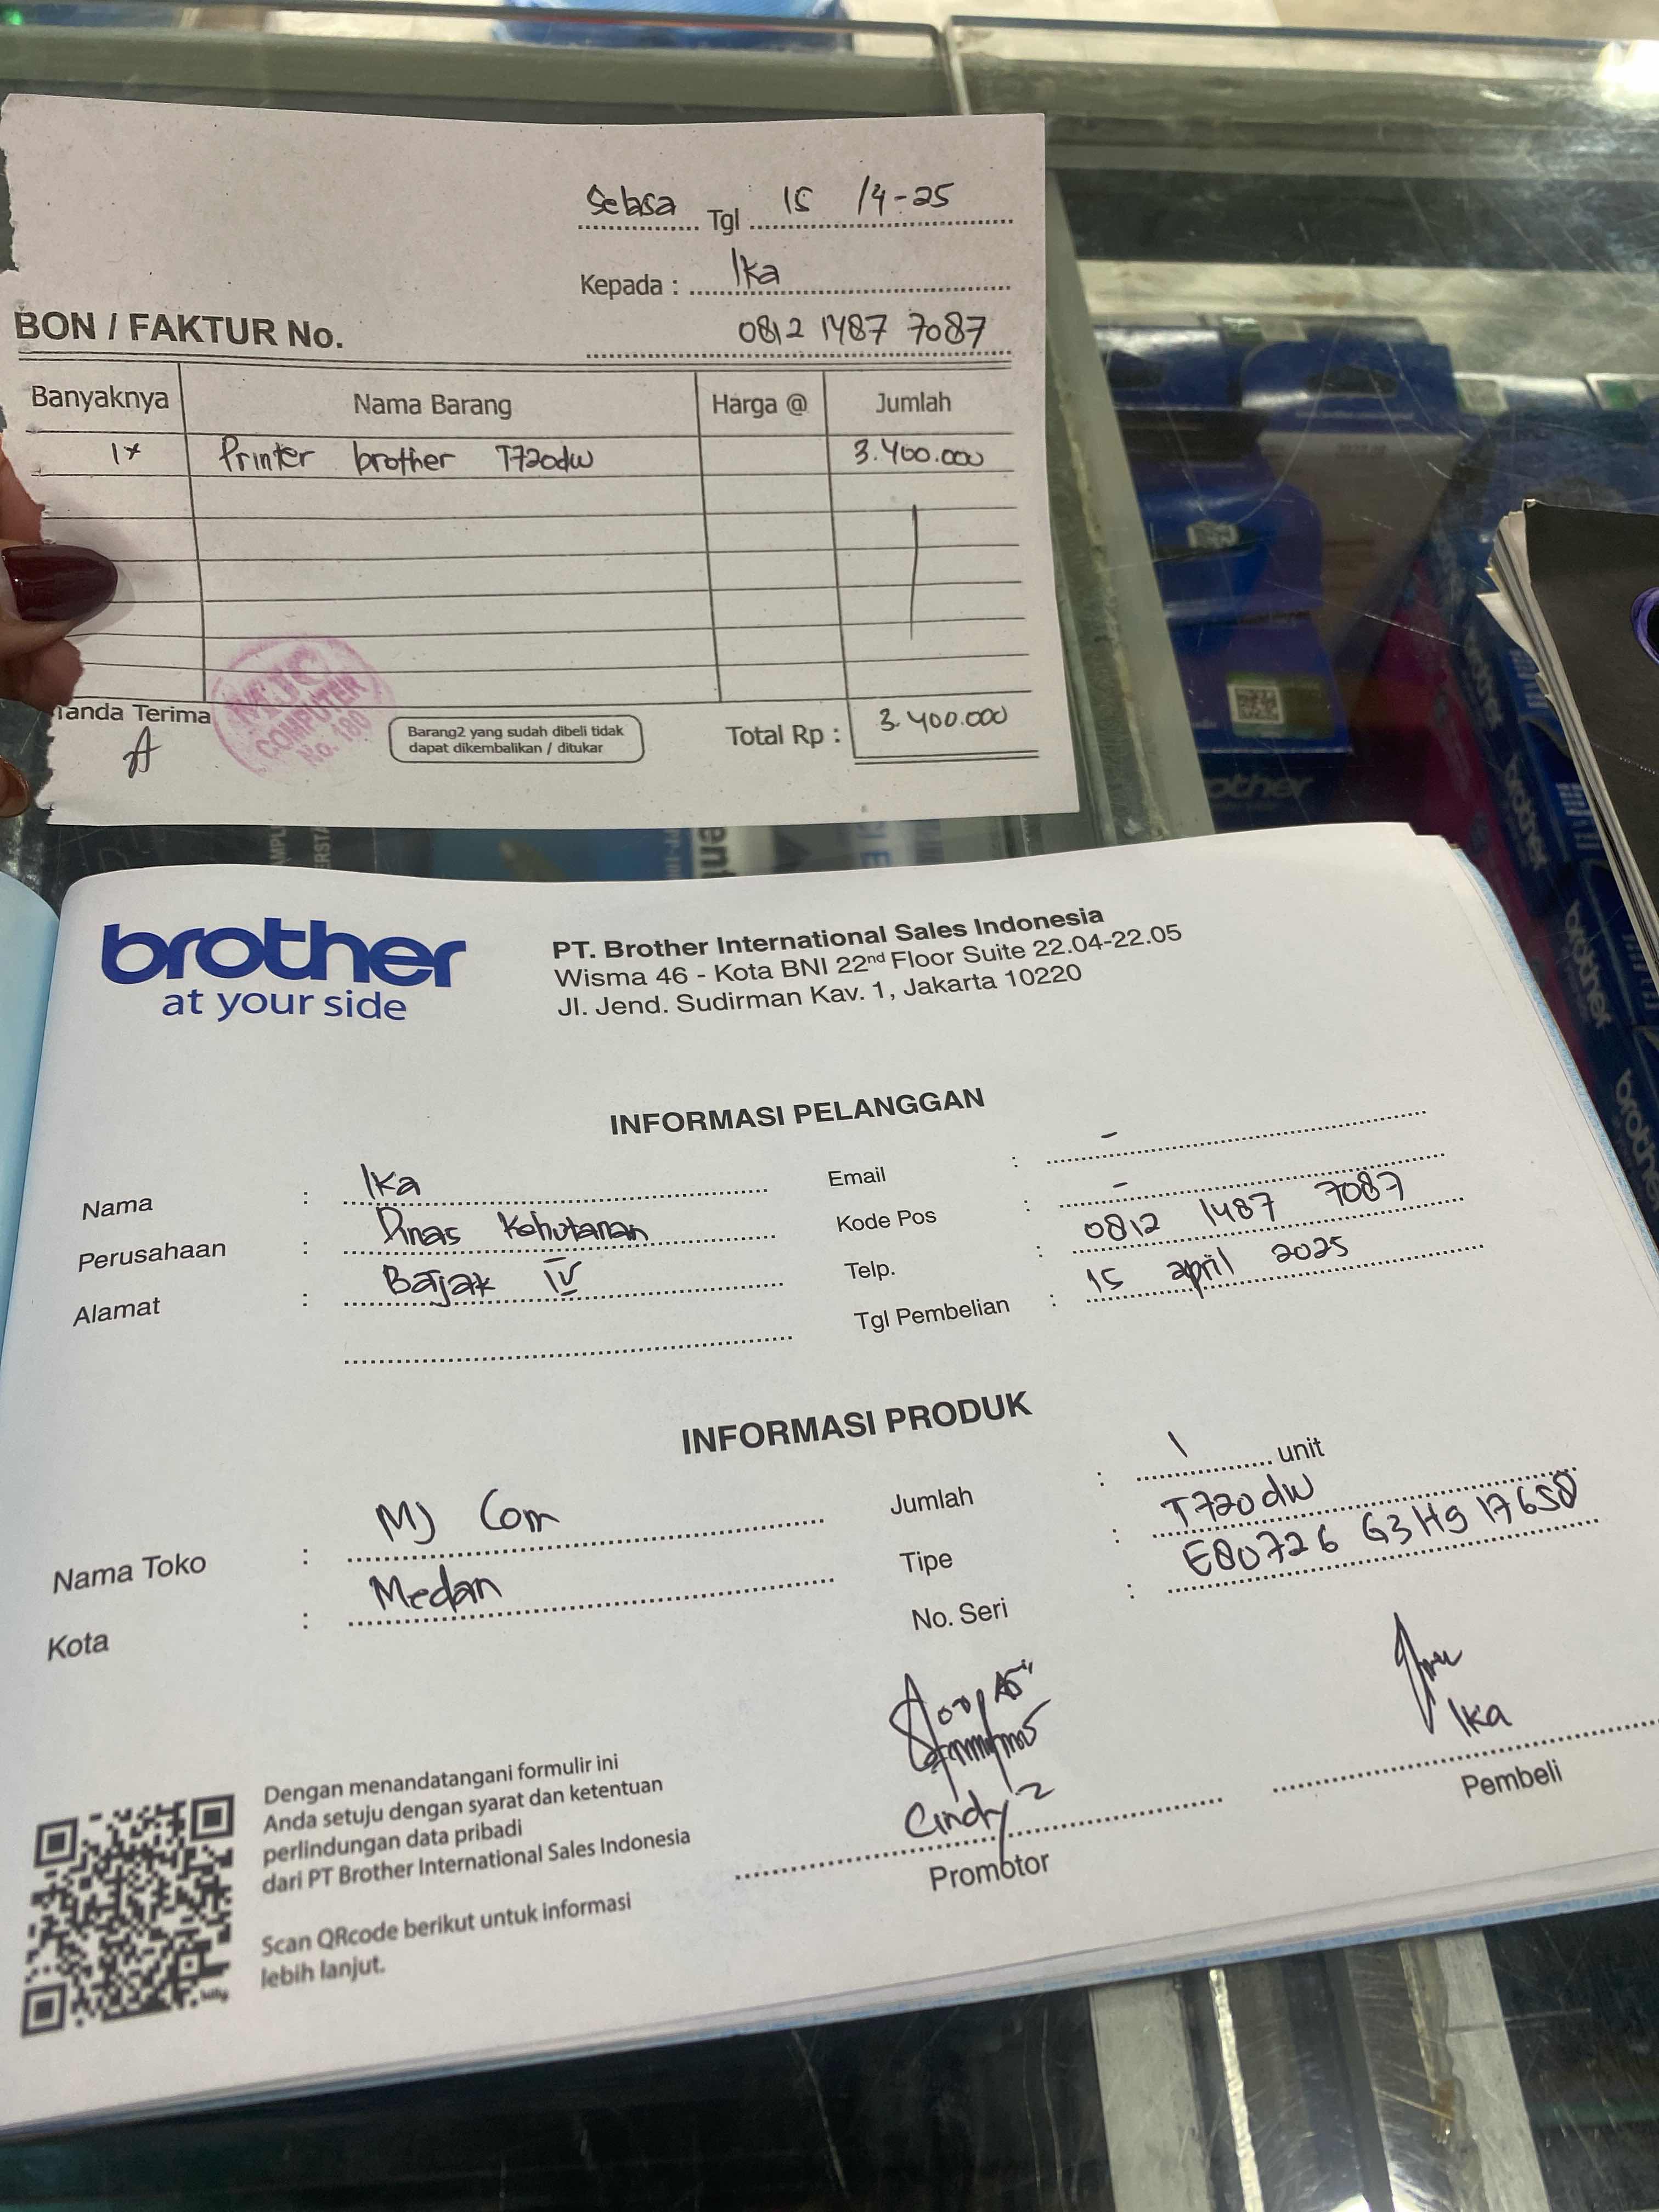 Selasa Tgl 15 /4-25
Kepada : Ika
0812 1487 7087
BON / FAKTUR No.
Banyaknya Nama Barang Harga @ Jumlah
1x Printer brother T720dw 3.400.000
Tanda Terima
COMPUTER
No. 180
Barang2 yang sudah dibeli tidak
dapat dikembalikan / ditukar
Total Rp : 3.400.000
brother
at your side
PT. Brother International Sales Indonesia
Wisma 46 - Kota BNI 22nd Floor Suite 22.04-22.05
Jl. Jend. Sudirman Kav. 1, Jakarta 10220
INFORMASI PELANGGAN
Nama : Ika
Perusahaan : Dinas Kehutanan
Alamat : Bajak IV
Email : -
Kode Pos : -
Telp. : 0812 1487 7087
Tgl Pembelian : 15 april 2025
INFORMASI PRODUK
Nama Toko : MJ Com
Kota : Medan
Jumlah : 1 unit
Tipe : T720dw
No. Seri : E80726 G3H917650
Cindy
Promotor
Ika
Pembeli
Dengan menandatangani formulir ini
Anda setuju dengan syarat dan ketentuan
perlindungan data pribadi
dari PT Brother International Sales Indonesia
Scan QRcode berikut untuk informasi
lebih lanjut.
brother
brother
brother
brother